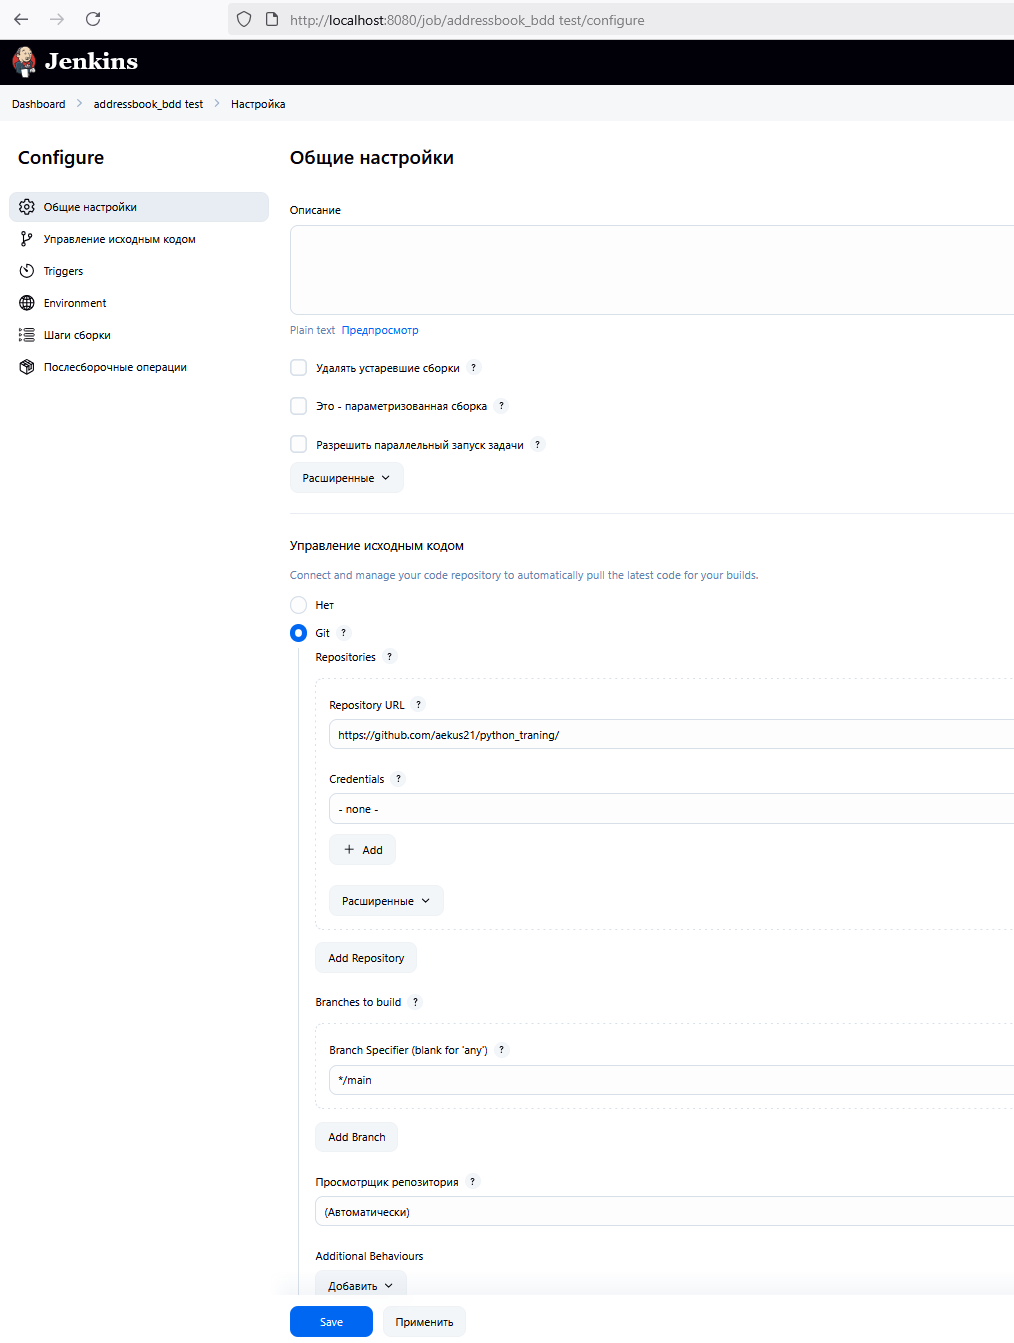 http://localhost:8080/job/addressbook_bdd test/configure
Jenkins
Dashboard addressbook_bdd test Настройка
Configure
Общие настройки
Управление исходным кодом
Triggers
Environment
Шаги сборки
Послесборочные операции
Общие настройки
Описание
Plain text Предпросмотр
Удалять устаревшие сборки ?
Это - параметризованная сборка ?
Разрешить параллельный запуск задачи ?
Расширенные
Управление исходным кодом
Connect and manage your code repository to automatically pull the latest code for your builds.
Нет
Git ?
Repositories ?
Repository URL ?
https://github.com/aekus21/python_traning/
Credentials ?
- none -
+ Add
Расширенные
Add Repository
Branches to build ?
Branch Specifier (blank for 'any') ?
*/main
Add Branch
Просмотрщик репозитория ?
(Автоматически)
Additional Behaviours
Добавить
Save Применить